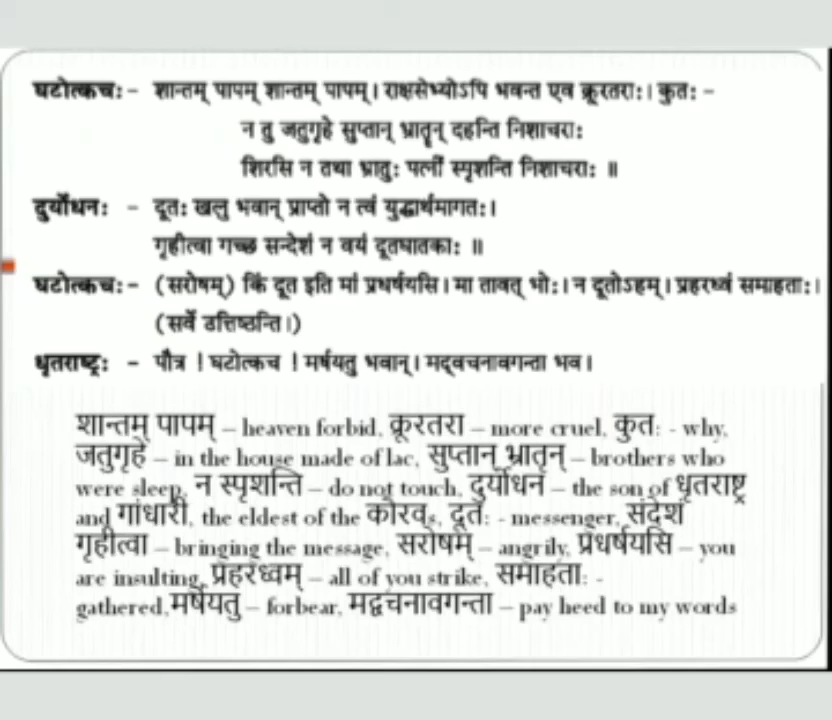 घटोत्कचः - शान्तम् पापम् शान्तम् पापम्। राक्षसेभ्योऽपि भवन्त एव क्रूरतराः। कुतः -
न तु जतुगृहे सुप्तान् भ्रातॄन् दहन्ति निशाचराः
शिरसि न तथा भ्रातुः पत्नीं स्पृशन्ति निशाचराः ॥
दुर्योधनः - दूतः खलु भवान् प्राप्तो न त्वं युद्धार्थमागतः।
गृहीत्वा गच्छ सन्देशं न वयं दूतघातकाः ॥
घटोत्कचः - (सरोषम्) किं दूत इति मां प्रधर्षयसि। मा तावत् भोः। न दूतोऽहम्। प्रहरध्वं समाहताः।
(सर्वे उत्तिष्ठन्ति।)
धृतराष्ट्रः - पौत्र ! घटोत्कच ! मर्षयतु भवान्। मद्वचनावगन्ता भव।
शान्तम् पापम् – heaven forbid, क्रूरतरा – more cruel, कुतः - why,
जतुगृहे – in the house made of lac, सुप्तान् भ्रातृन् – brothers who
were sleep, न स्पृशन्ति – do not touch, दुर्योधन – the son of धृतराष्ट्र
and गांधारी, the eldest of the कोरवs, दूतः - messenger, संदेशं
गृहीत्वा – bringing the message, सरोषम् – angrily, प्रधर्षयसि – you
are insulting, प्रहरध्वम् – all of you strike, समाहताः -
gathered,मर्षयतु – forbear, मद्वचनावगन्ता – pay heed to my words